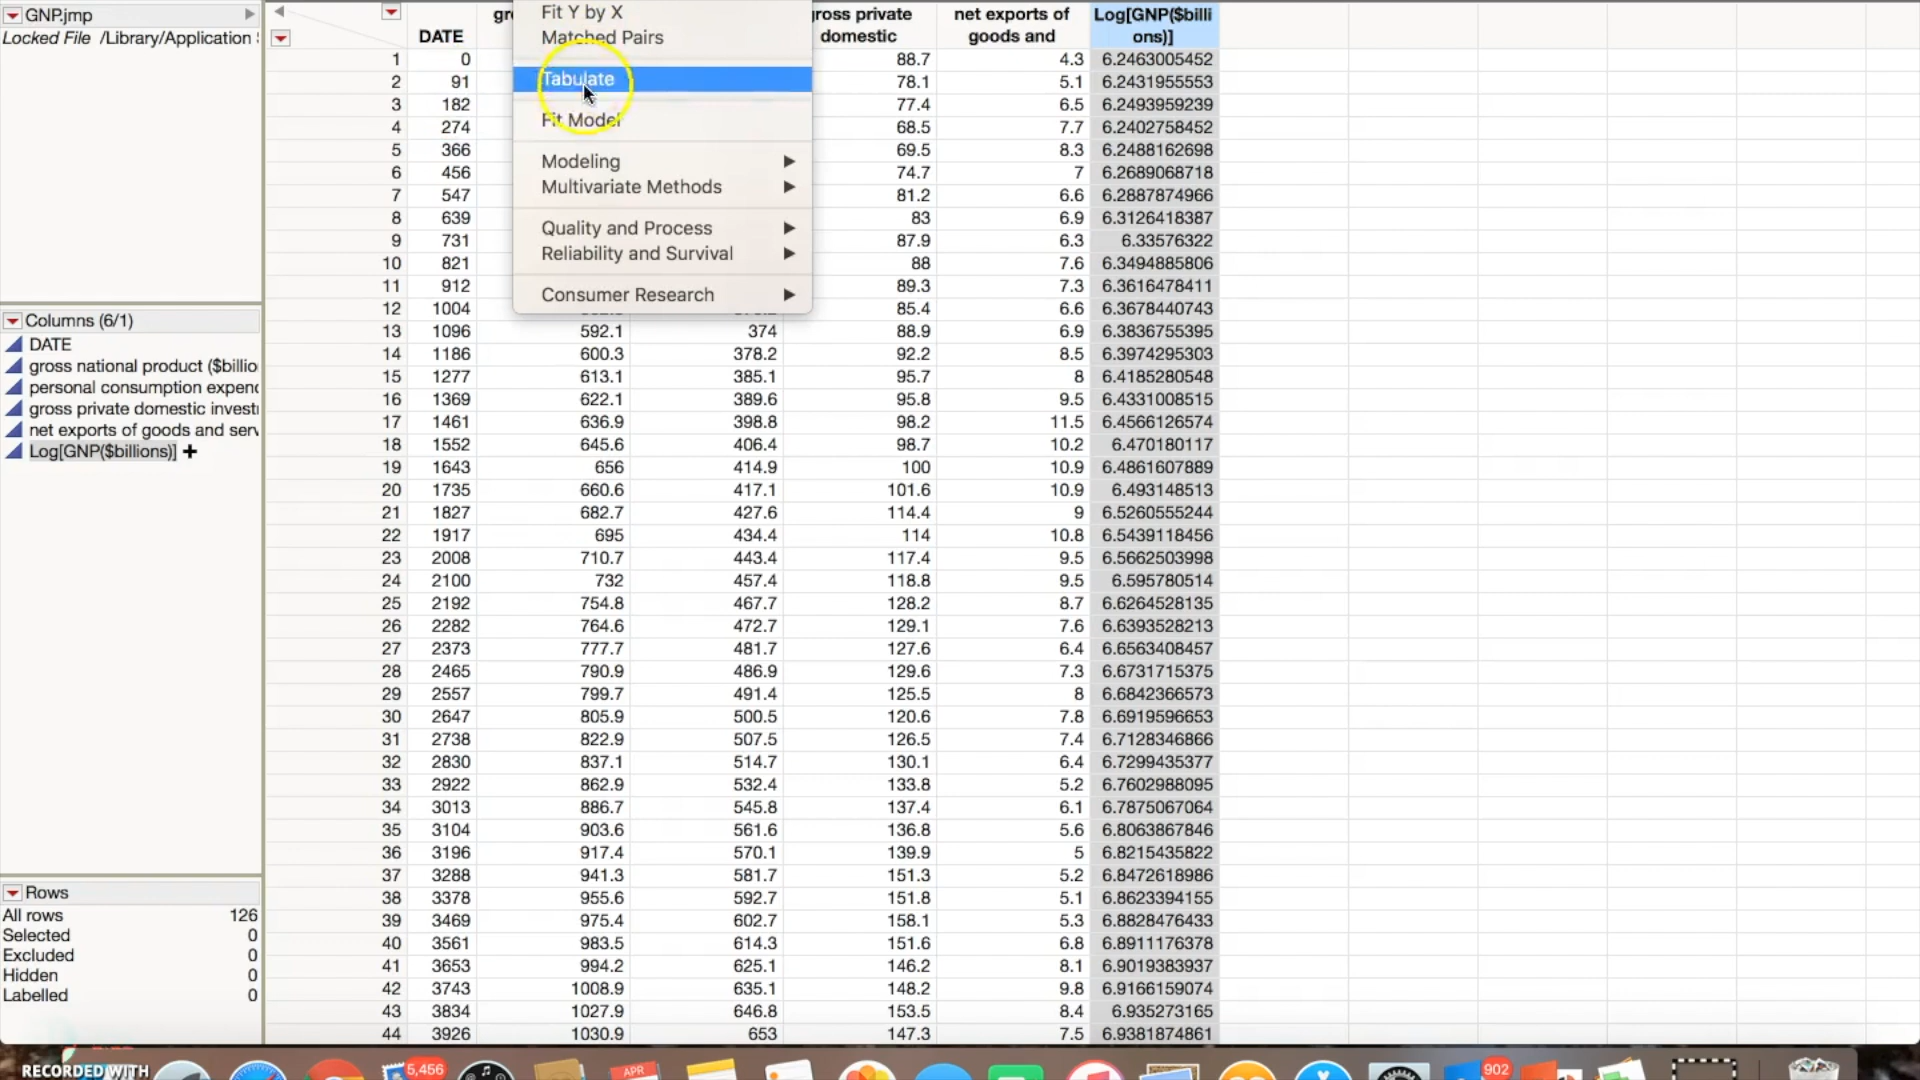 GNP.jmp
Locked File /Library/Application
Columns (6/1)
DATE
gross national product ($billio
personal consumption expen
gross private domestic invest
net exports of goods and serv
Log[GNP($billions)]
Rows
All rows 126
Selected 0
Excluded 0
Hidden 0
Labelled 0
Fit Y by X
Matched Pairs
Tabulate
Fit Model
Modeling
Multivariate Methods
Quality and Process
Reliability and Survival
Consumer Research
DATE gr gross private domestic net exports of goods and Log[GNP($billi ons)]
1 0 88.7 4.3 6.2463005452
2 91 78.1 5.1 6.2431955553
3 182 77.4 6.5 6.2493959239
4 274 68.5 7.7 6.2402758452
5 366 69.5 8.3 6.2488162698
6 456 74.7 7 6.2689068718
7 547 81.2 6.6 6.2887874966
8 639 83 6.9 6.3126418387
9 731 87.9 6.3 6.33576322
10 821 88 7.6 6.3494885806
11 912 89.3 7.3 6.3616478411
12 1004 85.4 6.6 6.3678440743
13 1096 592.1 374 88.9 6.9 6.3836755395
14 1186 600.3 378.2 92.2 8.5 6.3974295303
15 1277 613.1 385.1 95.7 8 6.4185280548
16 1369 622.1 389.6 95.8 9.5 6.4331008515
17 1461 636.9 398.8 98.2 11.5 6.4566126574
18 1552 645.6 406.4 98.7 10.2 6.470180117
19 1643 656 414.9 100 10.9 6.4861607889
20 1735 660.6 417.1 101.6 10.9 6.493148513
21 1827 682.7 427.6 114.4 9 6.5260555244
22 1917 695 434.4 114 10.8 6.5439118456
23 2008 710.7 443.4 117.4 9.5 6.5662503998
24 2100 732 457.4 118.8 9.5 6.595780514
25 2192 754.8 467.7 128.2 8.7 6.6264528135
26 2282 764.6 472.7 129.1 7.6 6.6393528213
27 2373 777.7 481.7 127.6 6.4 6.6563408457
28 2465 790.9 486.9 129.6 7.3 6.6731715375
29 2557 799.7 491.4 125.5 8 6.6842366573
30 2647 805.9 500.5 120.6 7.8 6.6919596653
31 2738 822.9 507.5 126.5 7.4 6.7128346866
32 2830 837.1 514.7 130.1 6.4 6.7299435377
33 2922 862.9 532.4 133.8 5.2 6.7602988095
34 3013 886.7 545.8 137.4 6.1 6.7875067064
35 3104 903.6 561.6 136.8 5.6 6.8063867846
36 3196 917.4 570.1 139.9 5 6.8215435822
37 3288 941.3 581.7 151.3 5.2 6.8472618986
38 3378 955.6 592.7 151.8 5.1 6.8623394155
39 3469 975.4 602.7 158.1 5.3 6.8828476433
40 3561 983.5 614.3 151.6 6.8 6.8911176378
41 3653 994.2 625.1 146.2 8.1 6.9019383937
42 3743 1008.9 635.1 148.2 9.8 6.9166159074
43 3834 1027.9 646.8 153.5 8.4 6.935273165
44 3926 1030.9 653 147.3 7.5 6.9381874861
RECORDED WITH
5,456
APR
902